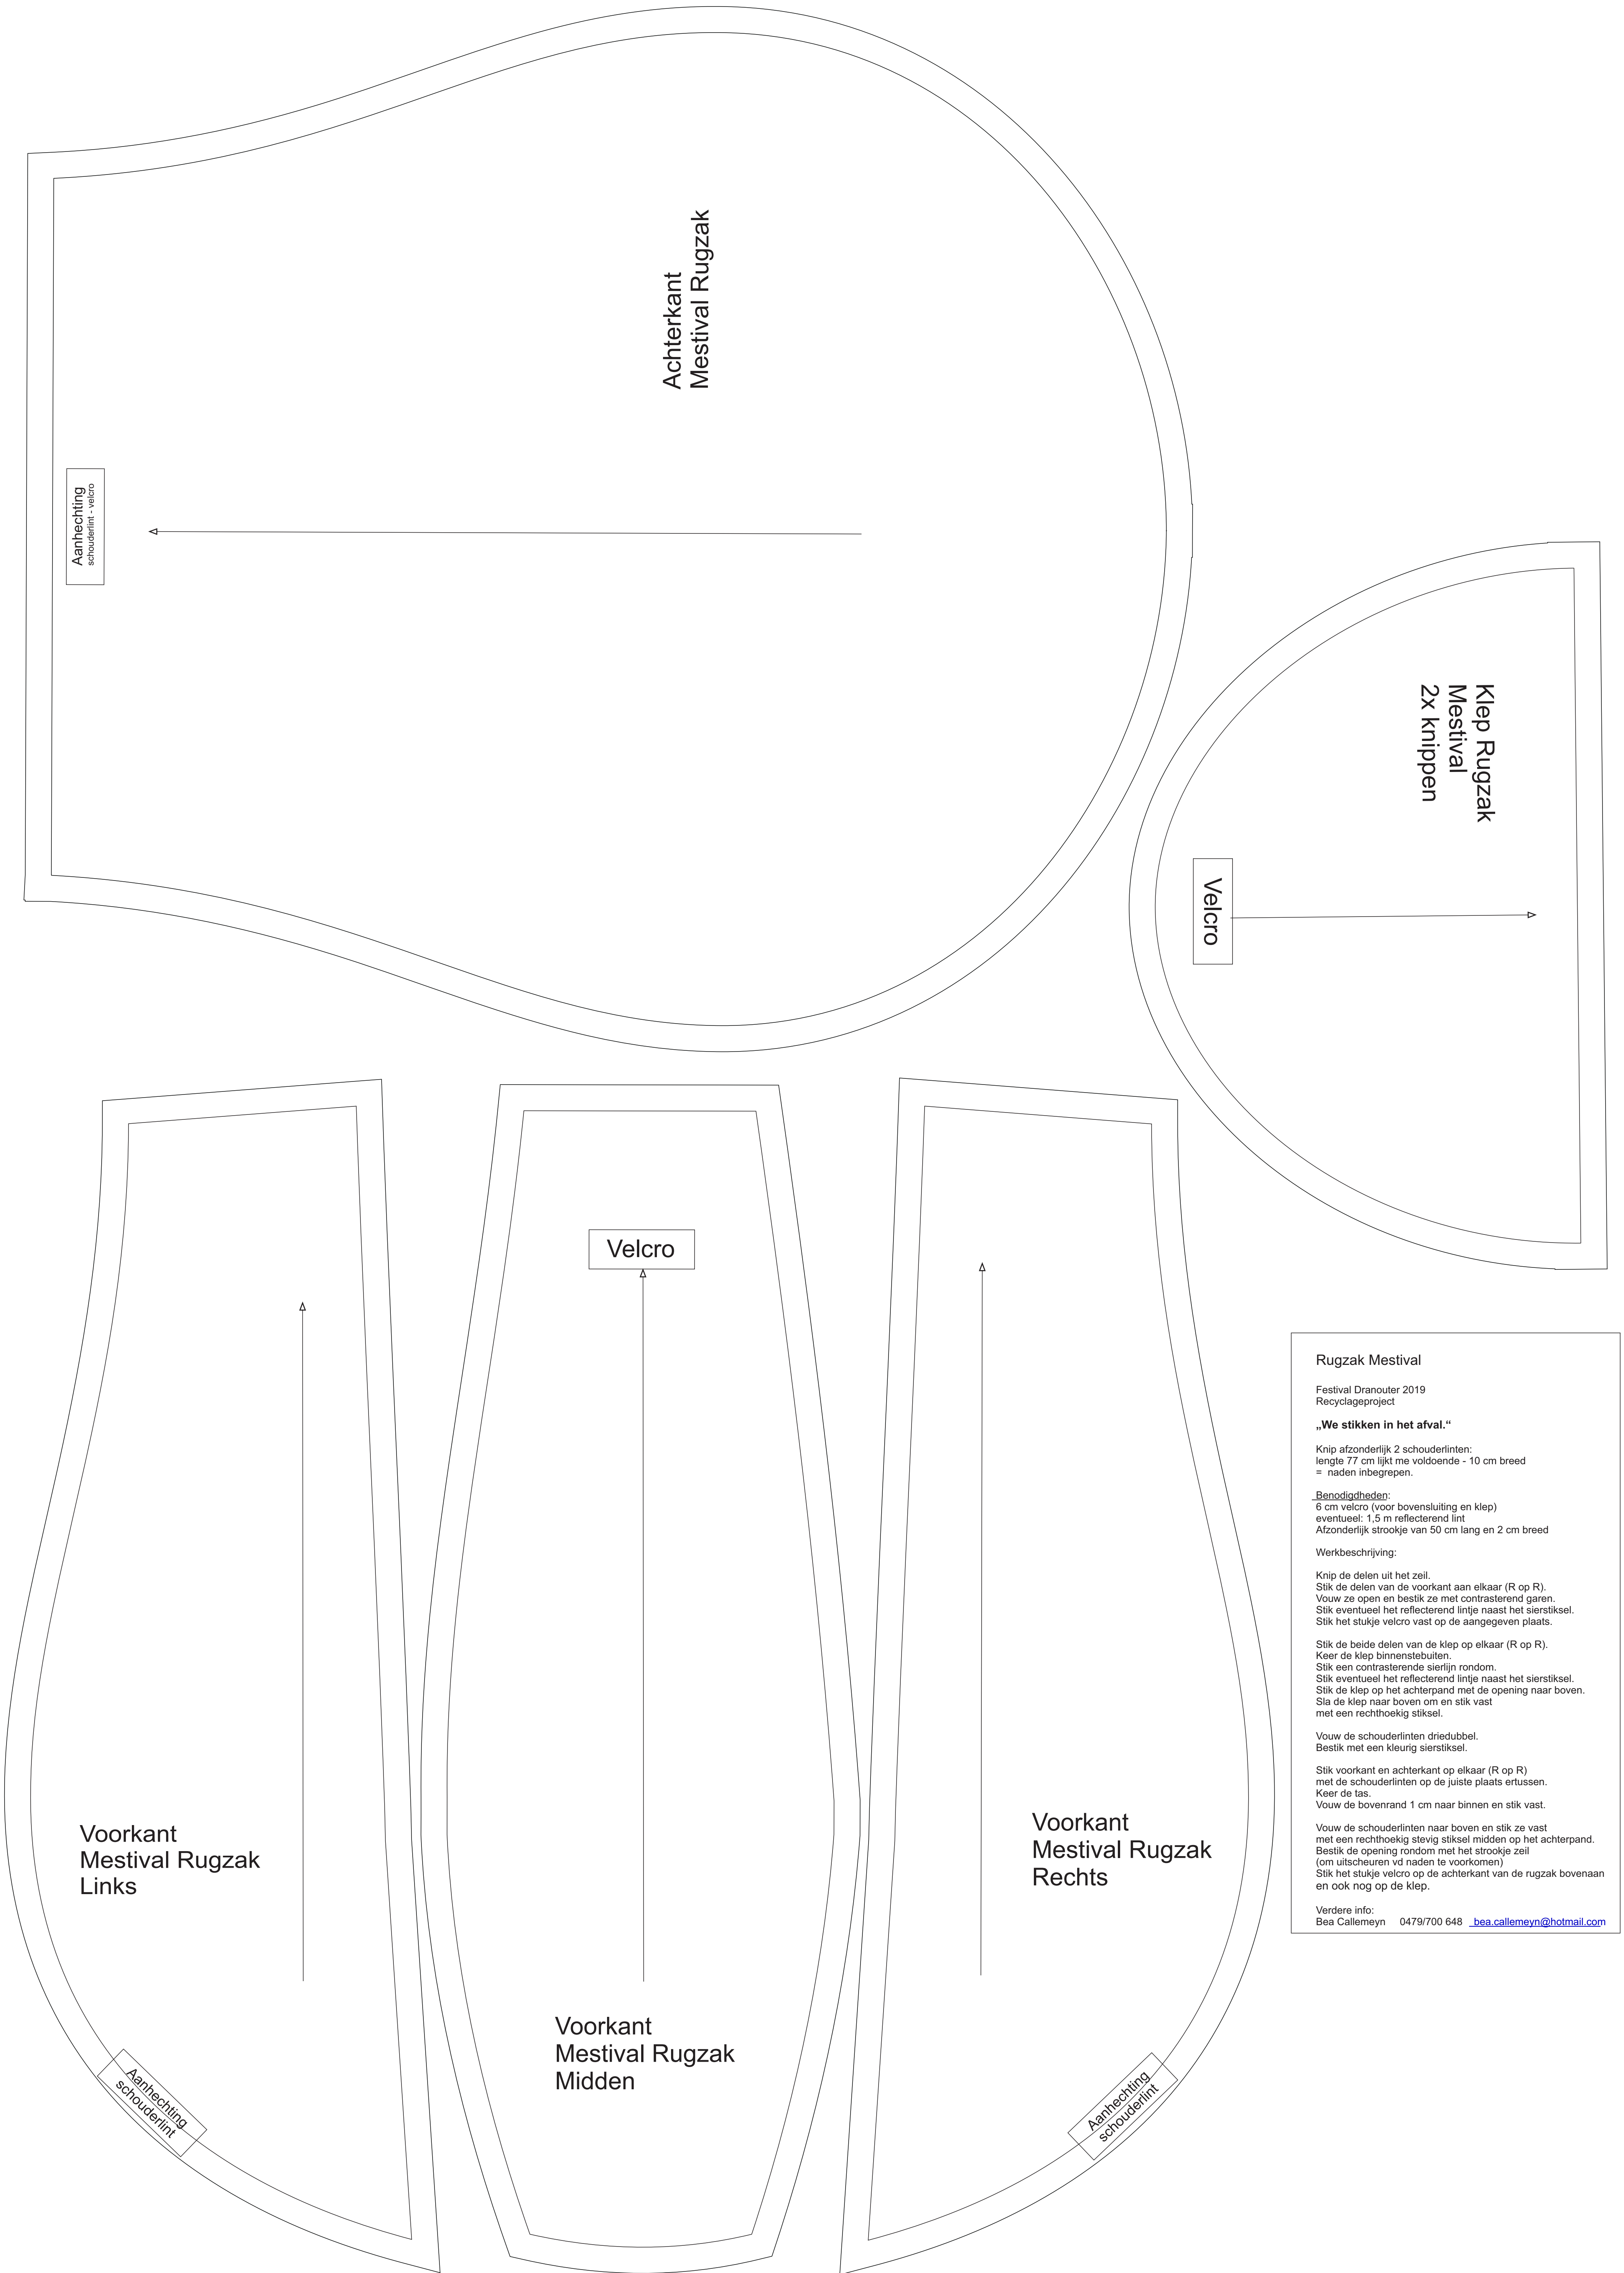 Achterkant
Mestival Rugzak
Aanhechting
schouderlint - velcro
Klep Rugzak
Mestival
2x knippen
Velcro
Velcro
Voorkant
Mestival Rugzak
Links
Aanhechting
schouderlint
Voorkant
Mestival Rugzak
Midden
Voorkant
Mestival Rugzak
Rechts
Aanhechting
schouderlint
Rugzak Mestival
Festival Dranouter 2019
Recyclageproject
„We stikken in het afval.“
Knip afzonderlijk 2 schouderlinten:
lengte 77 cm lijkt me voldoende - 10 cm breed
= naden inbegrepen.
Benodigdheden:
6 cm velcro (voor bovensluiting en klep)
eventueel: 1,5 m reflecterend lint
Afzonderlijk strookje van 50 cm lang en 2 cm breed
Werkbeschrijving:
Knip de delen uit het zeil.
Stik de delen van de voorkant aan elkaar (R op R).
Vouw ze open en bestik ze met contrasterend garen.
Stik eventueel het reflecterend lintje naast het sierstiksel.
Stik het stukje velcro vast op de aangegeven plaats.
Stik de beide delen van de klep op elkaar (R op R).
Keer de klep binnenstebuiten.
Stik een contrasterende sierlijn rondom.
Stik eventueel het reflecterend lintje naast het sierstiksel.
Stik de klep op het achterpand met de opening naar boven.
Sla de klep naar boven om en stik vast
met een rechthoekig stiksel.
Vouw de schouderlinten driedubbel.
Bestik met een kleurig sierstiksel.
Stik voorkant en achterkant op elkaar (R op R)
met de schouderlinten op de juiste plaats ertussen.
Keer de tas.
Vouw de bovenrand 1 cm naar binnen en stik vast.
Vouw de schouderlinten naar boven en stik ze vast
met een rechthoekig stevig stiksel midden op het achterpand.
Bestik de opening rondom met het strookje zeil
(om uitscheuren vd naden te voorkomen)
Stik het stukje velcro op de achterkant van de rugzak bovenaan
en ook nog op de klep.
Verdere info:
Bea Callemeyn 0479/700 648 bea.callemeyn@hotmail.com